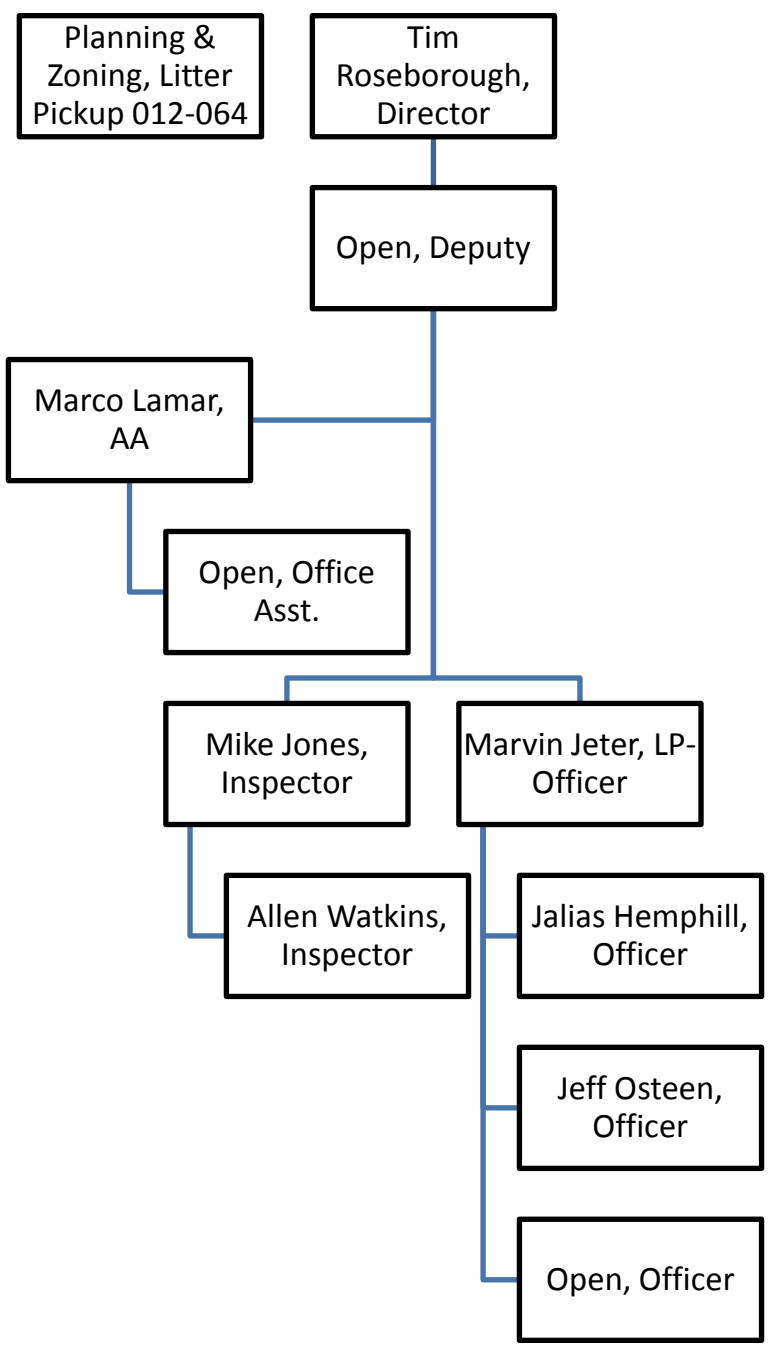 Planning &
Zoning, Litter
Pickup 012-064
Tim
Roseborough,
Director
Open, Deputy
Marco Lamar,
AA
Open, Office
Asst.
Mike Jones,
Inspector
Marvin Jeter, LP-
Officer
Allen Watkins,
Inspector
Jalias Hemphill,
Officer
Jeff Osteen,
Officer
Open, Officer